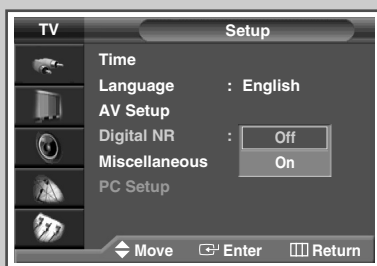 TV Setup
Time
Language : English
AV Setup
Digital NR : Off
On
Miscellaneous
PC Setup
Move Enter Return